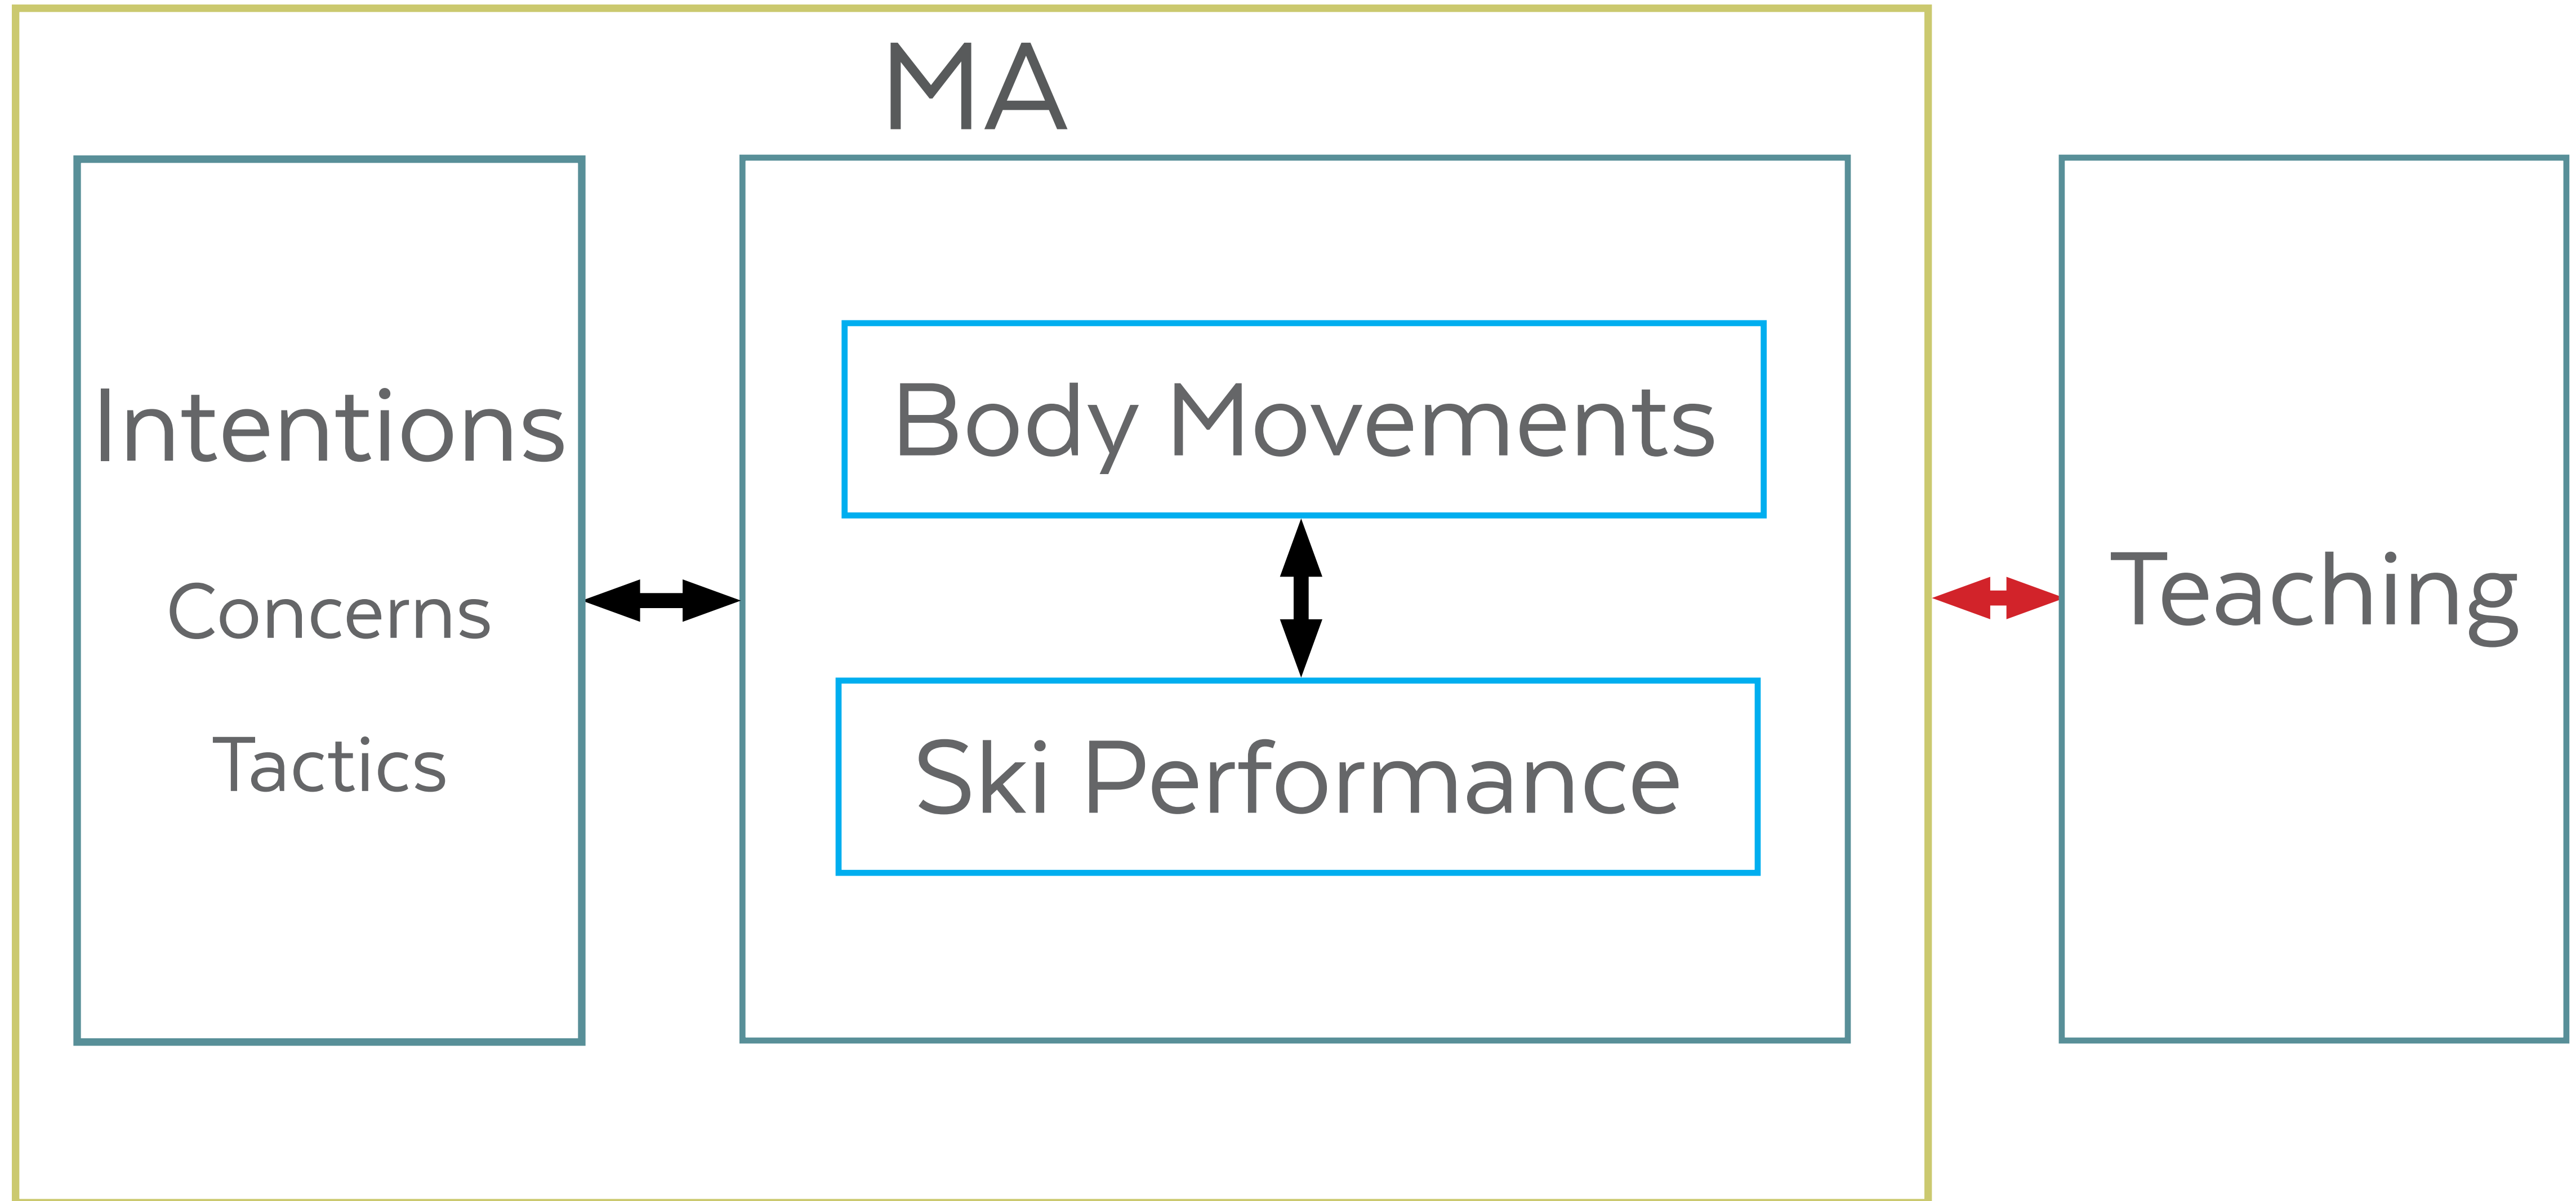 MA
Intentions
Concerns
Tactics
Body Movements
Ski Performance
Teaching